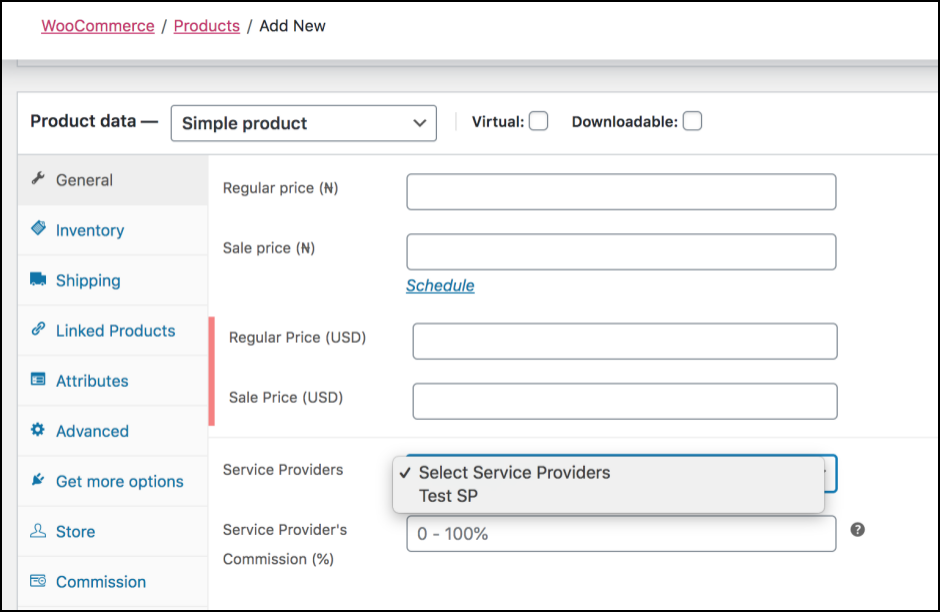 WooCommerce / Products / Add New
Product data — Simple product Virtual: Downloadable:
General
Inventory
Shipping
Linked Products
Attributes
Advanced
Get more options
Store
Commission
Regular price (₦)
Sale price (₦)
Schedule
Regular Price (USD)
Sale Price (USD)
Service Providers
✓ Select Service Providers
Test SP
Service Provider's
Commission (%)
0 - 100%
?